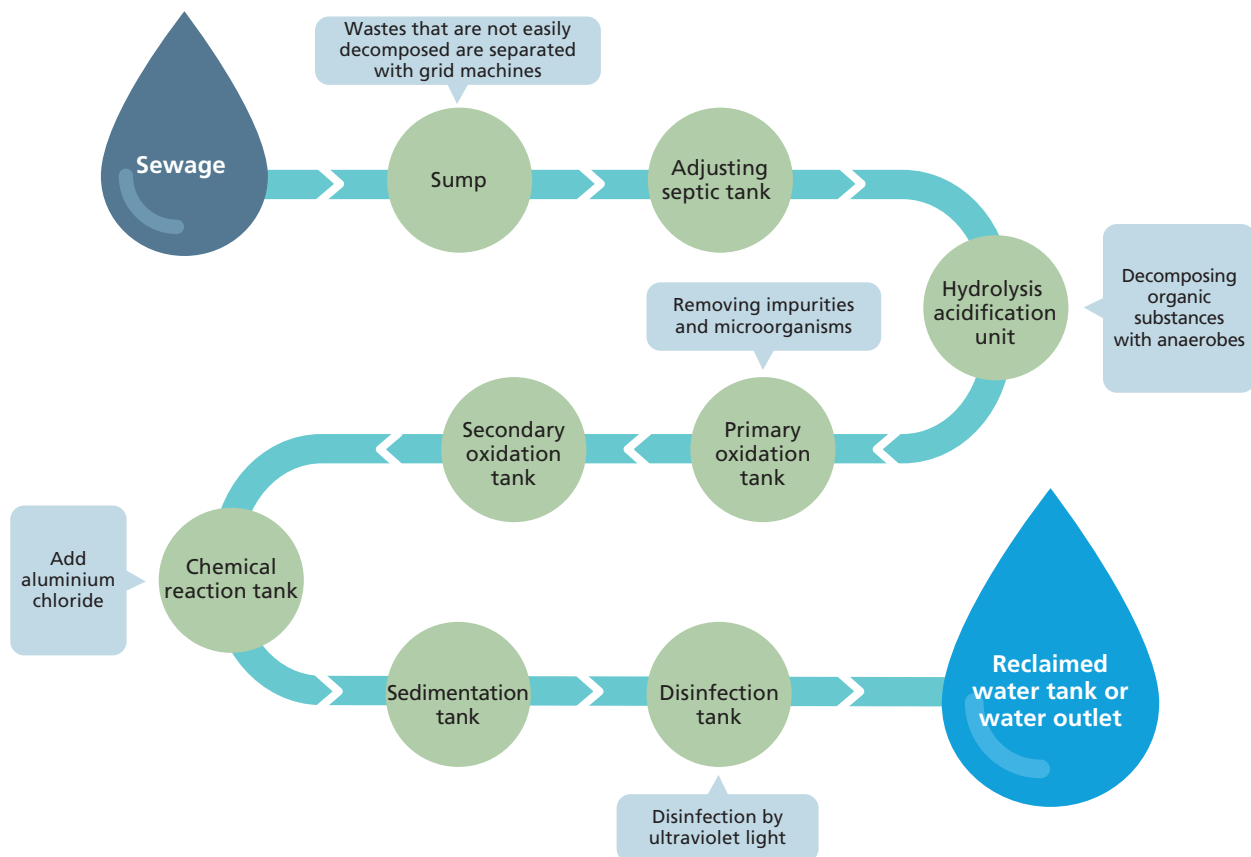 Wastes that are not easily
decomposed are separated
with grid machines
Sewage
Sump
Adjusting
septic tank
Hydrolysis
acidification
unit
Decomposing
organic
substances
with anaerobes
Removing impurities
and microorganisms
Primary
oxidation
tank
Secondary
oxidation
tank
Chemical
reaction tank
Add
aluminium
chloride
Sedimentation
tank
Disinfection
tank
Disinfection by
ultraviolet light
Reclaimed
water tank or
water outlet